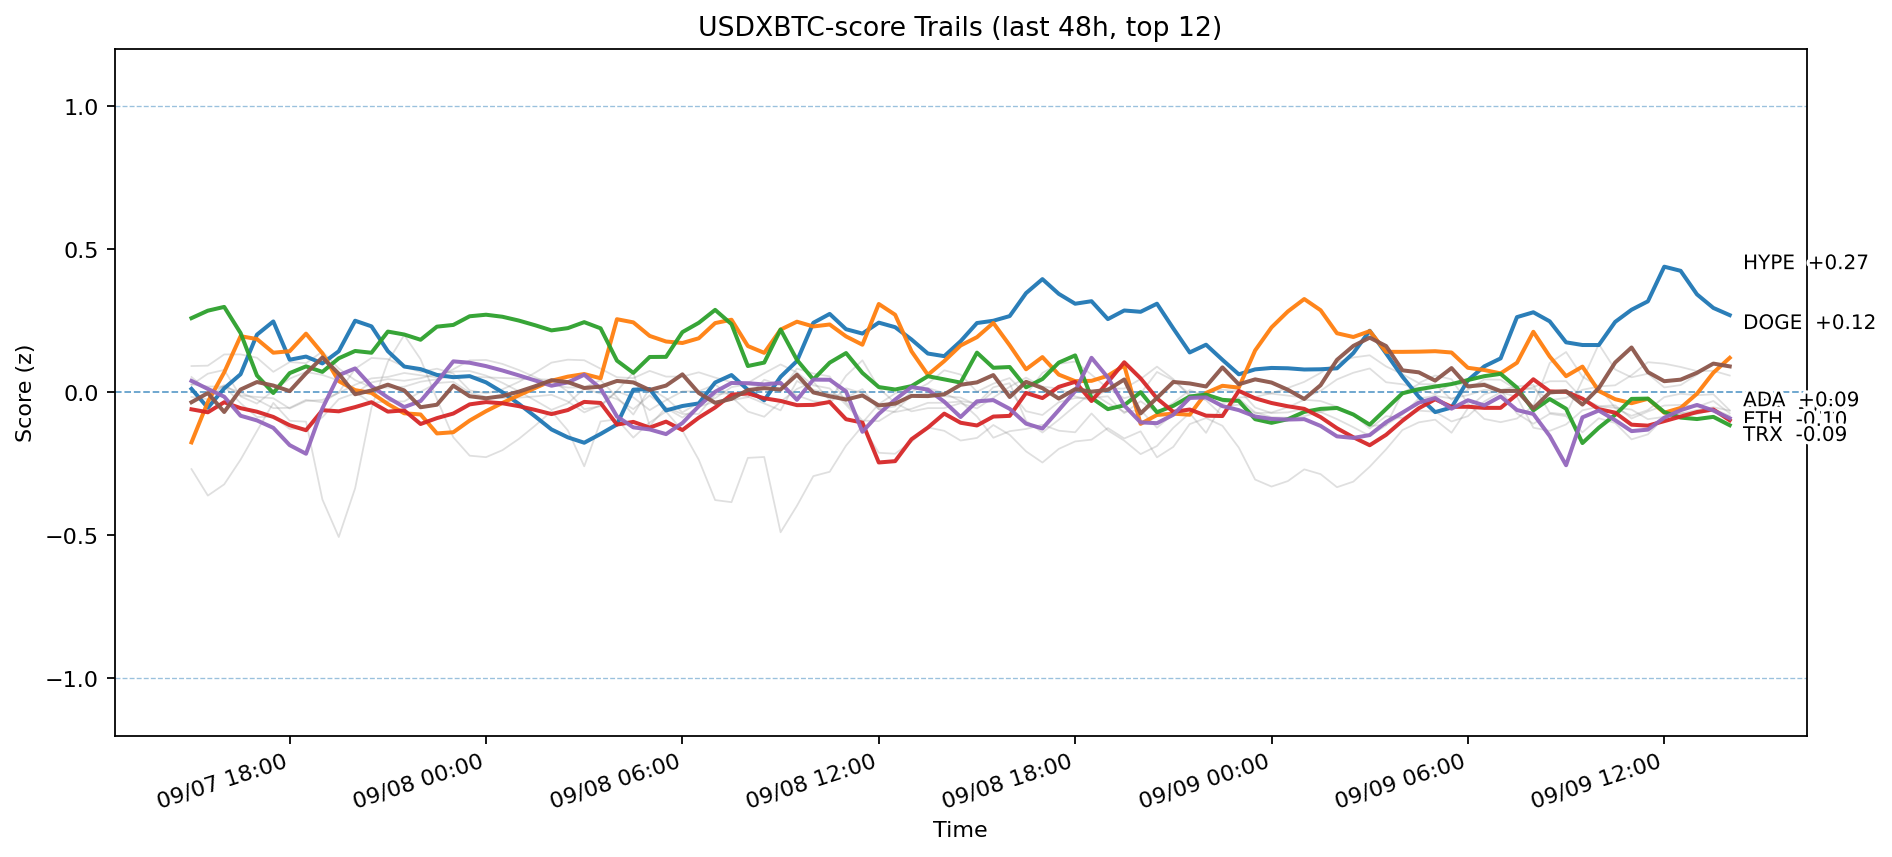 USDXBTC-score Trails (last 48h, top 12)
Score (z)
1.0
0.5
0.0
−0.5
−1.0
HYPE +0.27
DOGE +0.12
ADA +0.09
ETH -0.10
TRX -0.09
09/07 18:00
09/08 00:00
09/08 06:00
09/08 12:00
09/08 18:00
09/09 00:00
09/09 06:00
09/09 12:00
Time